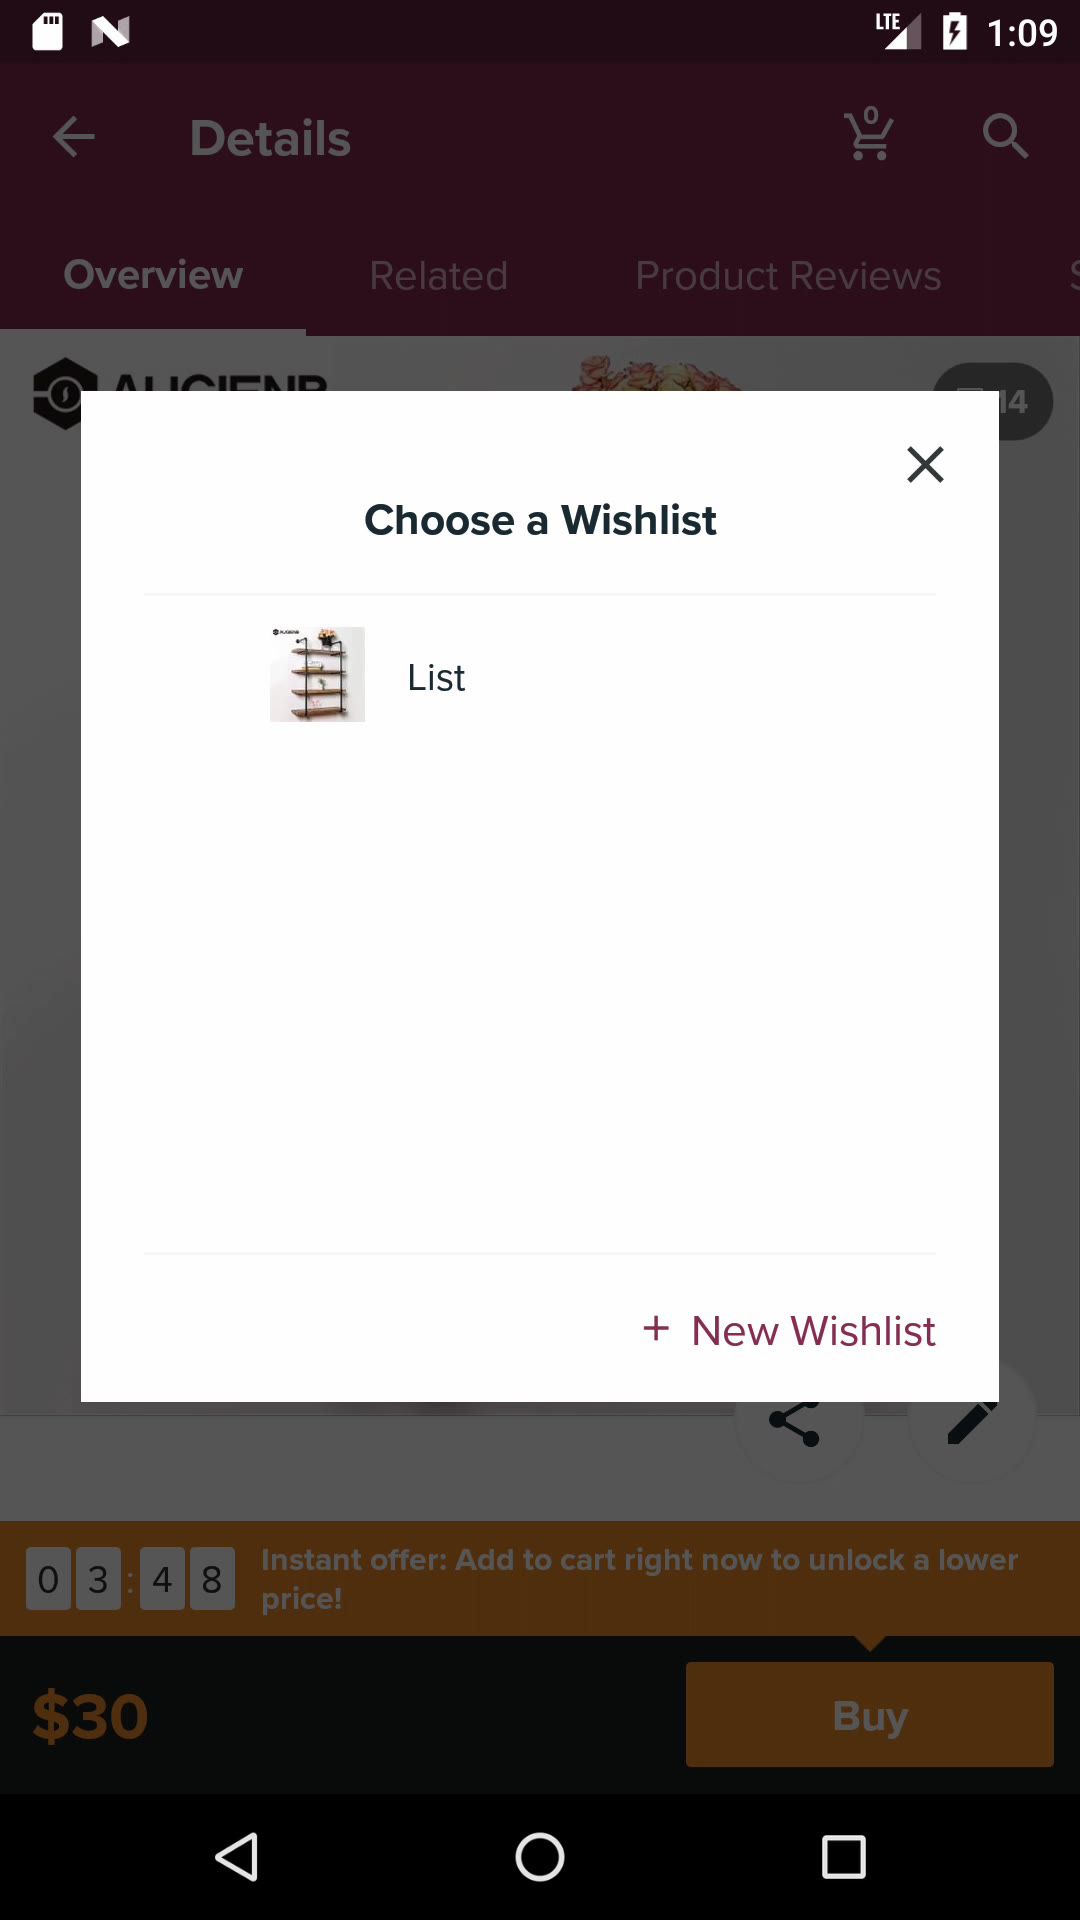 LTE 1:09
Details 0
Overview Related Product Reviews S
14
Choose a Wishlist
List
+ New Wishlist
0 3 : 4 8
Instant offer: Add to cart right now to unlock a lower
price!
$30
Buy